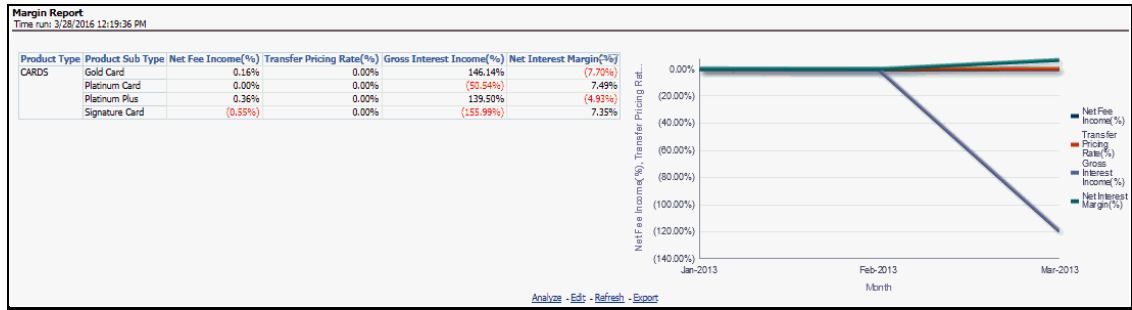 Margin Report
Time run: 3/28/2016 12:19:36 PM
Product Type Product Sub Type Net Fee Income(%) Transfer Pricing Rate(%) Gross Interest Income(%) Net Interest Margin(%)
CARDS Gold Card 0.16% 0.00% 146.14% (7.70%)
Platinum Card 0.00% 0.00% (50.54%) 7.49%
Platinum Plus 0.36% 0.00% 139.50% (4.93%)
Signature Card (0.55%) 0.00% (155.99%) 7.35%
Net Fee Income(%), Transfer Pricing Rat...
0.00%
(20.00%)
(40.00%)
(60.00%)
(80.00%)
(100.00%)
(120.00%)
(140.00%)
Jan-2013 Feb-2013 Mar-2013
Month
Net Fee
Income(%)
Transfer
Pricing
Rate(%)
Gross
Interest
Income(%)
Net Interest
Margin(%)
Analyze - Edit - Refresh - Export